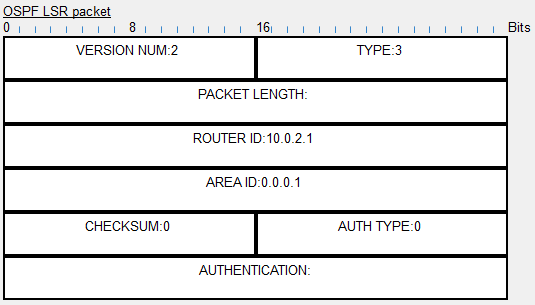 OSPF LSR packet
0 8 16 Bits
VERSION NUM:2 TYPE:3
PACKET LENGTH:
ROUTER ID:10.0.2.1
AREA ID:0.0.0.1
CHECKSUM:0 AUTH TYPE:0
AUTHENTICATION: